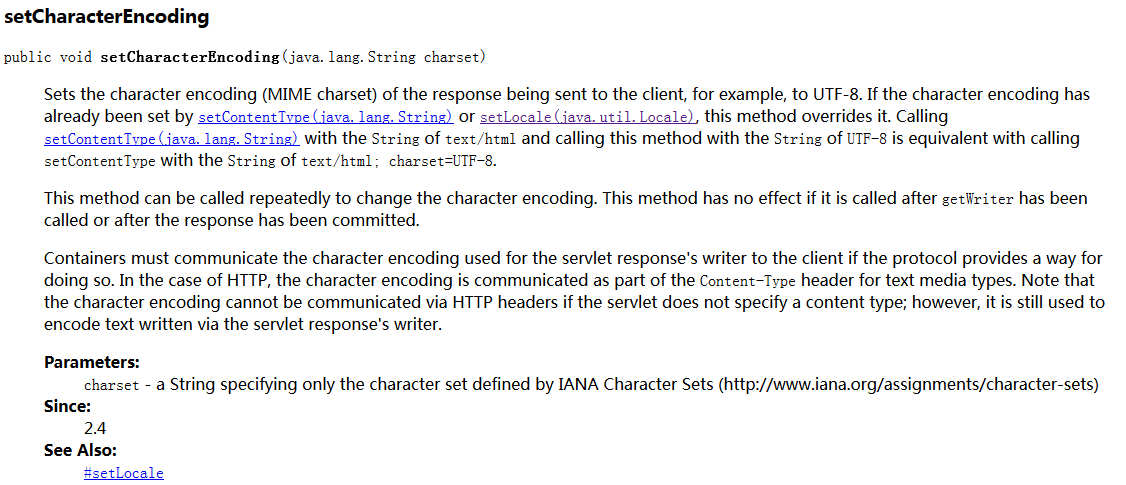 setCharacterEncoding
public void setCharacterEncoding(java.lang.String charset)
Sets the character encoding (MIME charset) of the response being sent to the client, for example, to UTF-8. If the character encoding has
already been set by setContentType(java.lang.String) or setLocale(java.util.Locale), this method overrides it. Calling
setContentType(java.lang.String) with the String of text/html and calling this method with the String of UTF-8 is equivalent with calling
setContentType with the String of text/html; charset=UTF-8.
This method can be called repeatedly to change the character encoding. This method has no effect if it is called after getWriter has been
called or after the response has been committed.
Containers must communicate the character encoding used for the servlet response's writer to the client if the protocol provides a way for
doing so. In the case of HTTP, the character encoding is communicated as part of the Content-Type header for text media types. Note that
the character encoding cannot be communicated via HTTP headers if the servlet does not specify a content type; however, it is still used to
encode text written via the servlet response's writer.
Parameters:
charset - a String specifying only the character set defined by IANA Character Sets (http://www.iana.org/assignments/character-sets)
Since:
2.4
See Also:
#setLocale